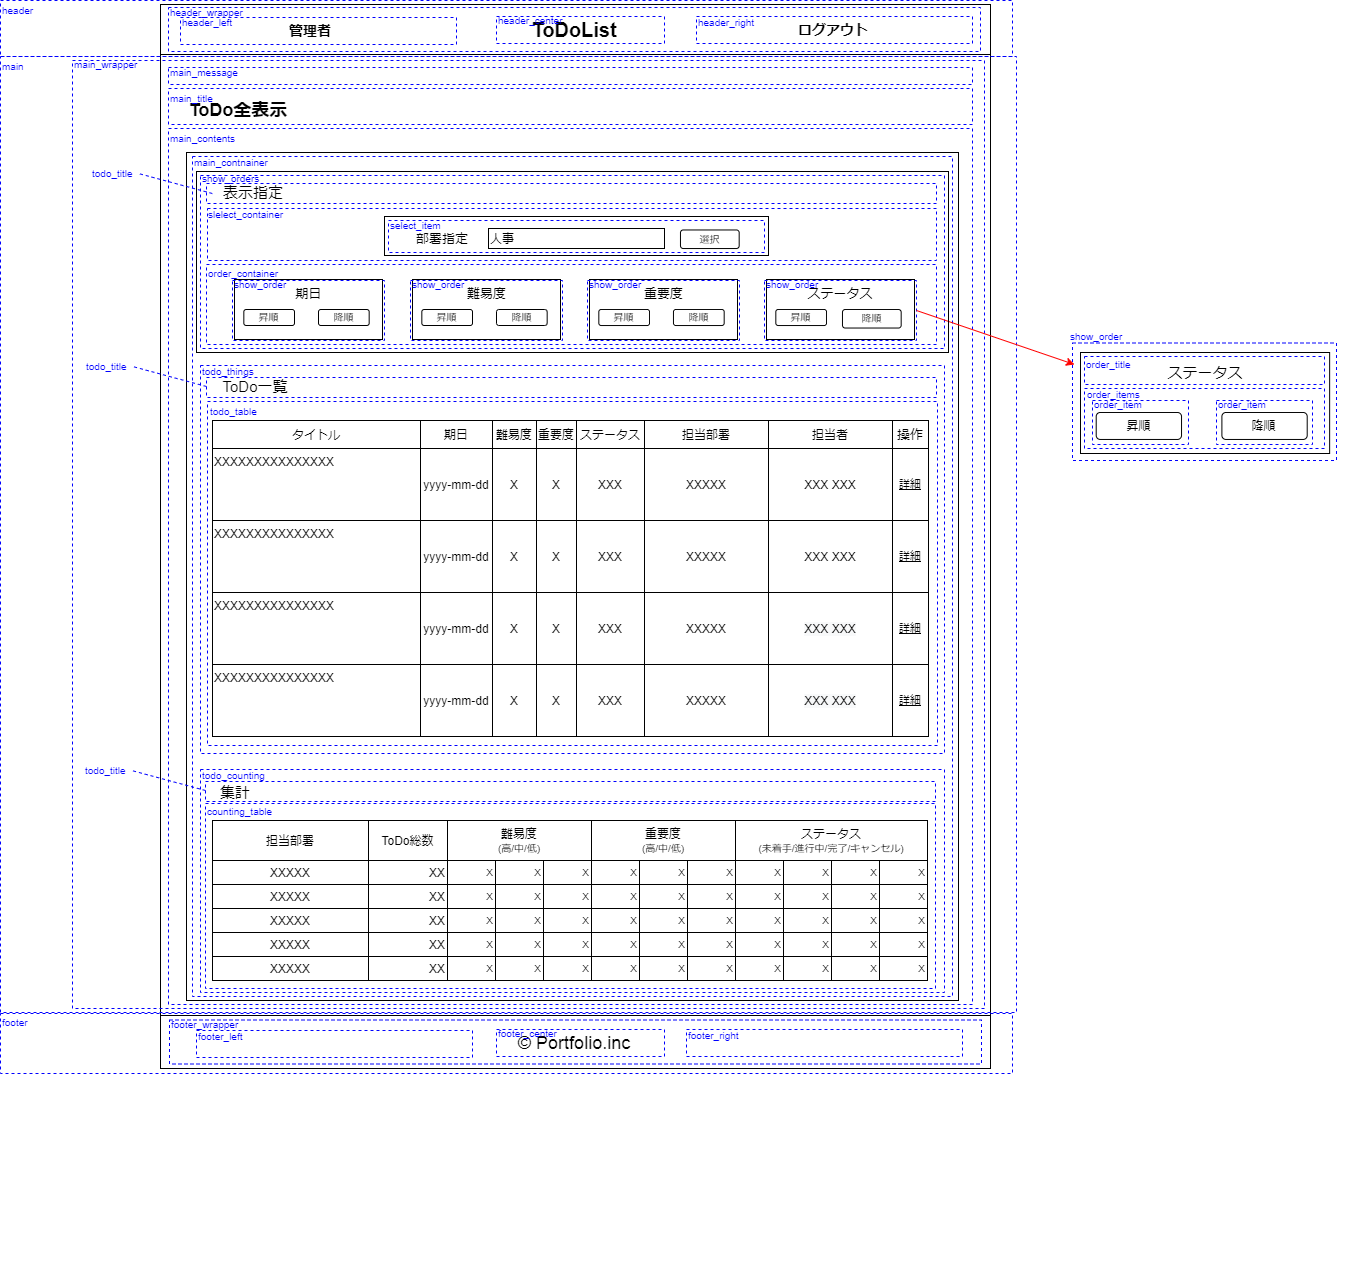 header
header_wrapper
header_left
管理者
header_center
ToDoList
header_right
ログアウト
main
main_wrapper
main_message
main_title
ToDo全表示
main_contents
main_contnainer
show_orders
todo_title
表示指定
slelect_container
select_item
部署指定
人事
選択
order_container
show_order
期日
昇順
降順
show_order
難易度
昇順
降順
show_order
重要度
昇順
降順
show_order
ステータス
昇順
降順
show_order
order_title
ステータス
order_items
order_item
昇順
order_item
降順
todo_things
todo_title
ToDo一覧
todo_table
タイトル 期日 難易度 重要度 ステータス 担当部署 担当者 操作
XXXXXXXXXXXXXXX yyyy-mm-dd X X XXX XXXXX XXX XXX 詳細
XXXXXXXXXXXXXXX yyyy-mm-dd X X XXX XXXXX XXX XXX 詳細
XXXXXXXXXXXXXXX yyyy-mm-dd X X XXX XXXXX XXX XXX 詳細
XXXXXXXXXXXXXXX yyyy-mm-dd X X XXX XXXXX XXX XXX 詳細
todo_counting
todo_title
集計
counting_table
担当部署 ToDo総数 難易度 重要度 ステータス
(高/中/低) (高/中/低) (未着手/進行中/完了/キャンセル)
XXXXX XX X X X X X X X X X X
XXXXX XX X X X X X X X X X X
XXXXX XX X X X X X X X X X X
XXXXX XX X X X X X X X X X X
XXXXX XX X X X X X X X X X X
footer
footer_wrapper
footer_left
footer_center
© Portfolio.inc
footer_right